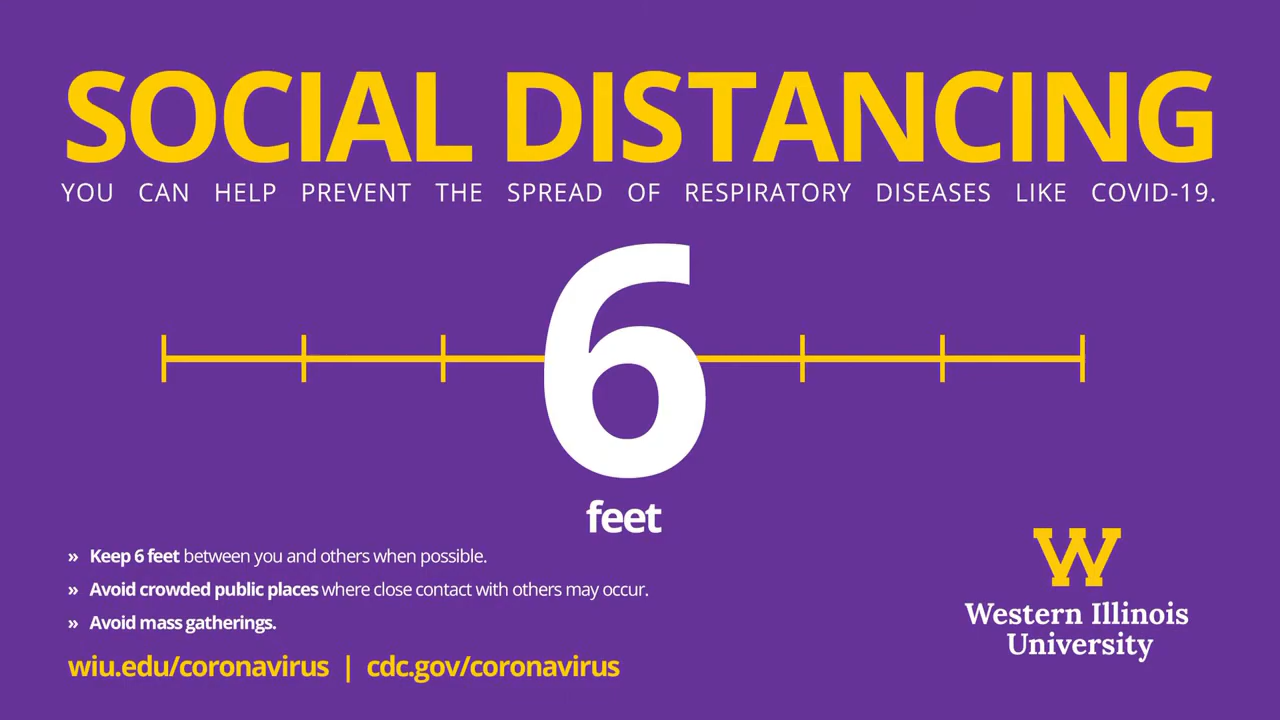 SOCIAL DISTANCING
YOU CAN HELP PREVENT THE SPREAD OF RESPIRATORY DISEASES LIKE COVID-19.
6
feet
» Keep 6 feet between you and others when possible.
» Avoid crowded public places where close contact with others may occur.
» Avoid mass gatherings.
wiu.edu/coronavirus | cdc.gov/coronavirus
W
Western Illinois
University